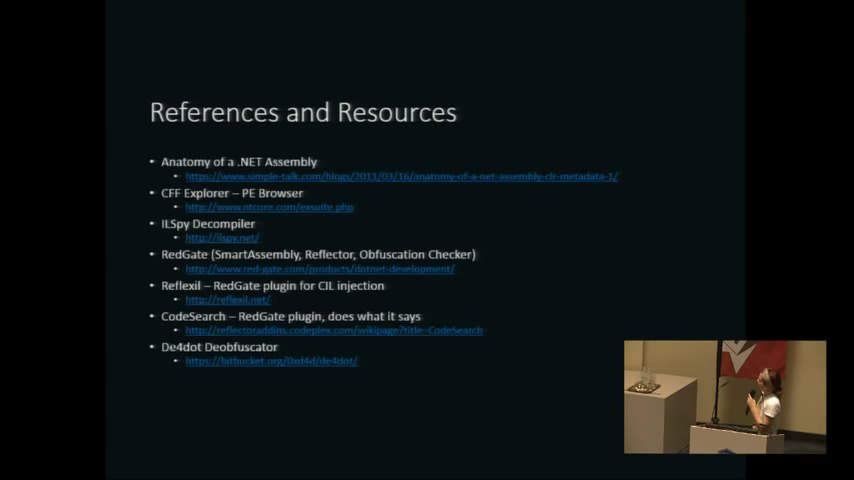 References and Resources
• Anatomy of a .NET Assembly
• https://www.simple-talk.com/blogs/2011/03/16/anatomy-of-a-net-assembly-clr-metadata-1/
• CFF Explorer – PE Browser
• http://www.ntcore.com/exsuite.php
• ILSpy Decompiler
• http://ilspy.net/
• RedGate (SmartAssembly, Reflector, Obfuscation Checker)
• http://www.red-gate.com/products/dotnet-development/
• Reflexil – RedGate plugin for CIL injection
• http://reflexil.net/
• CodeSearch – RedGate plugin, does what it says
• http://reflectoraddins.codeplex.com/wikipage?title=CodeSearch
• De4dot Deobfuscator
• https://bitbucket.org/0xd4d/de4dot/